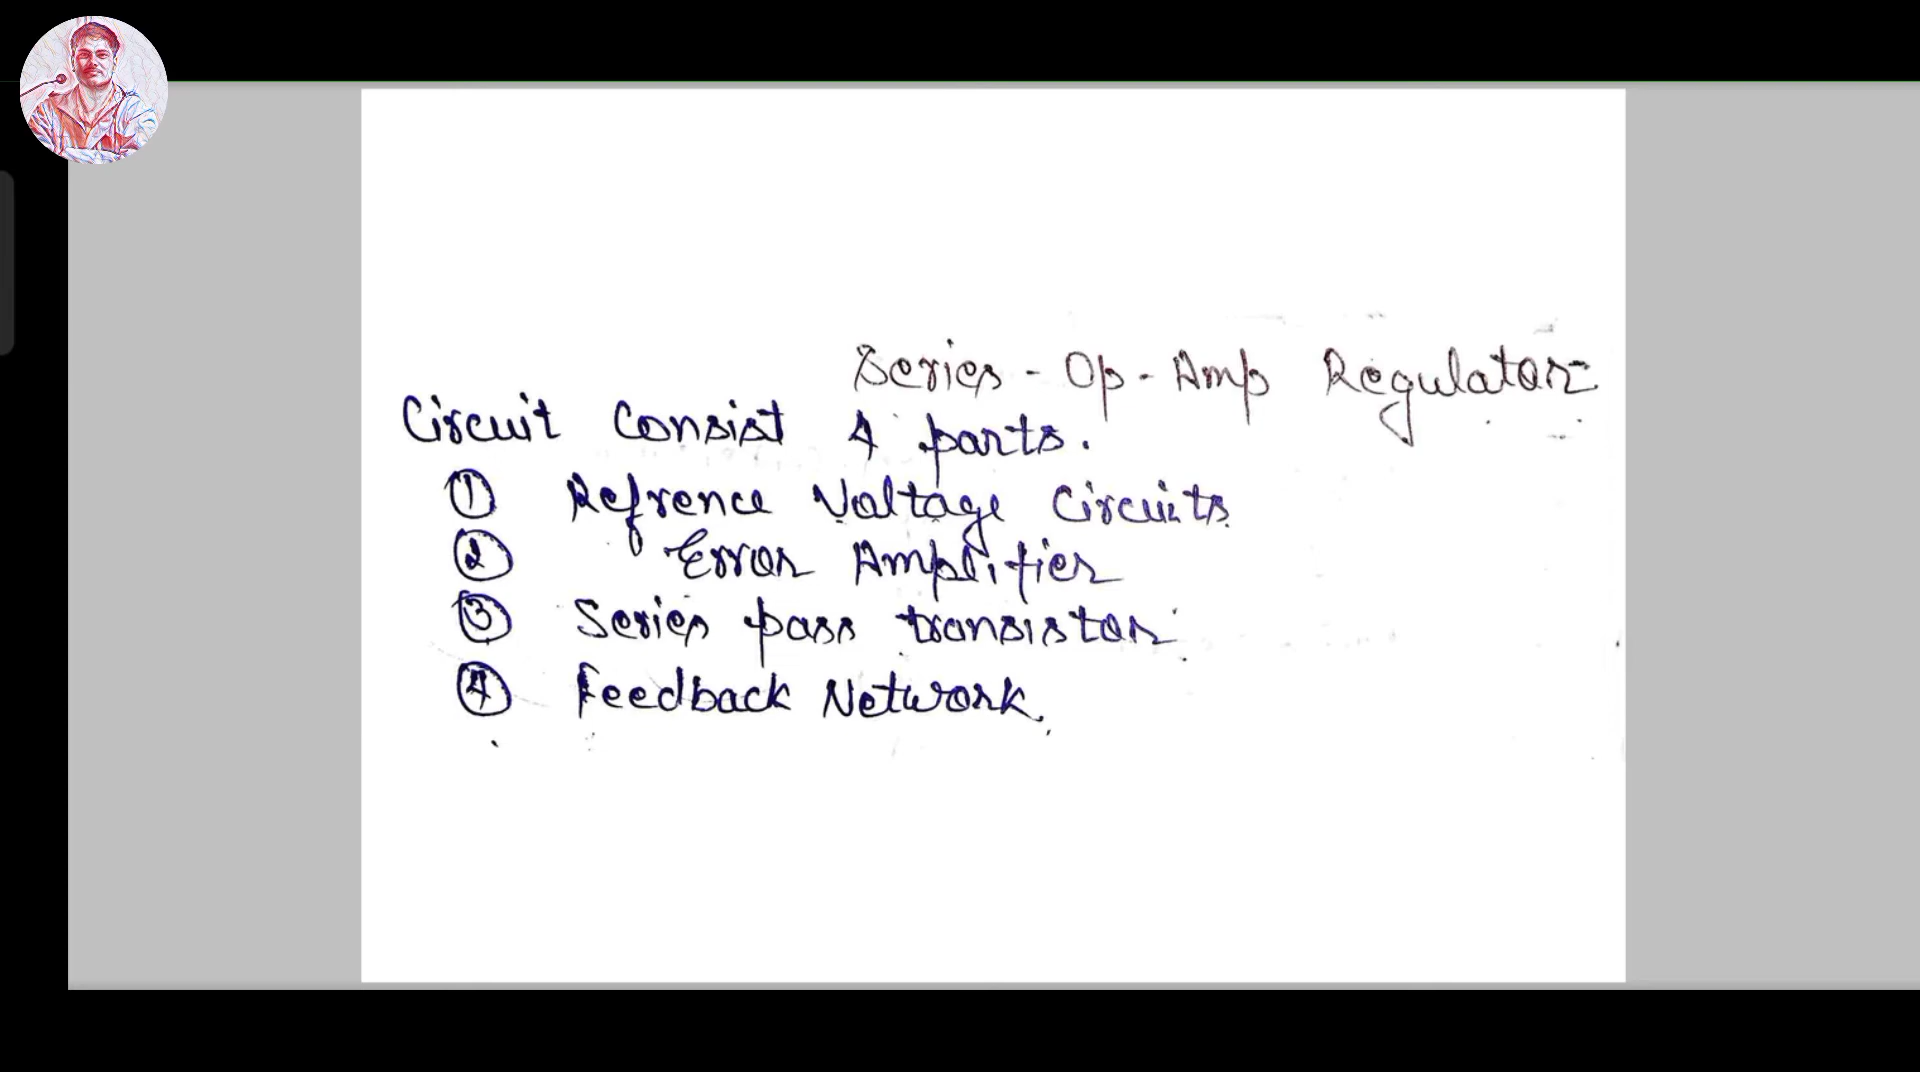 Series - Op - Amp Regulator
Circuit Consist 4 parts.
① Refrence Voltage Circuits
② Error Amplifier
③ Series pass transistor
④ Feedback Network.